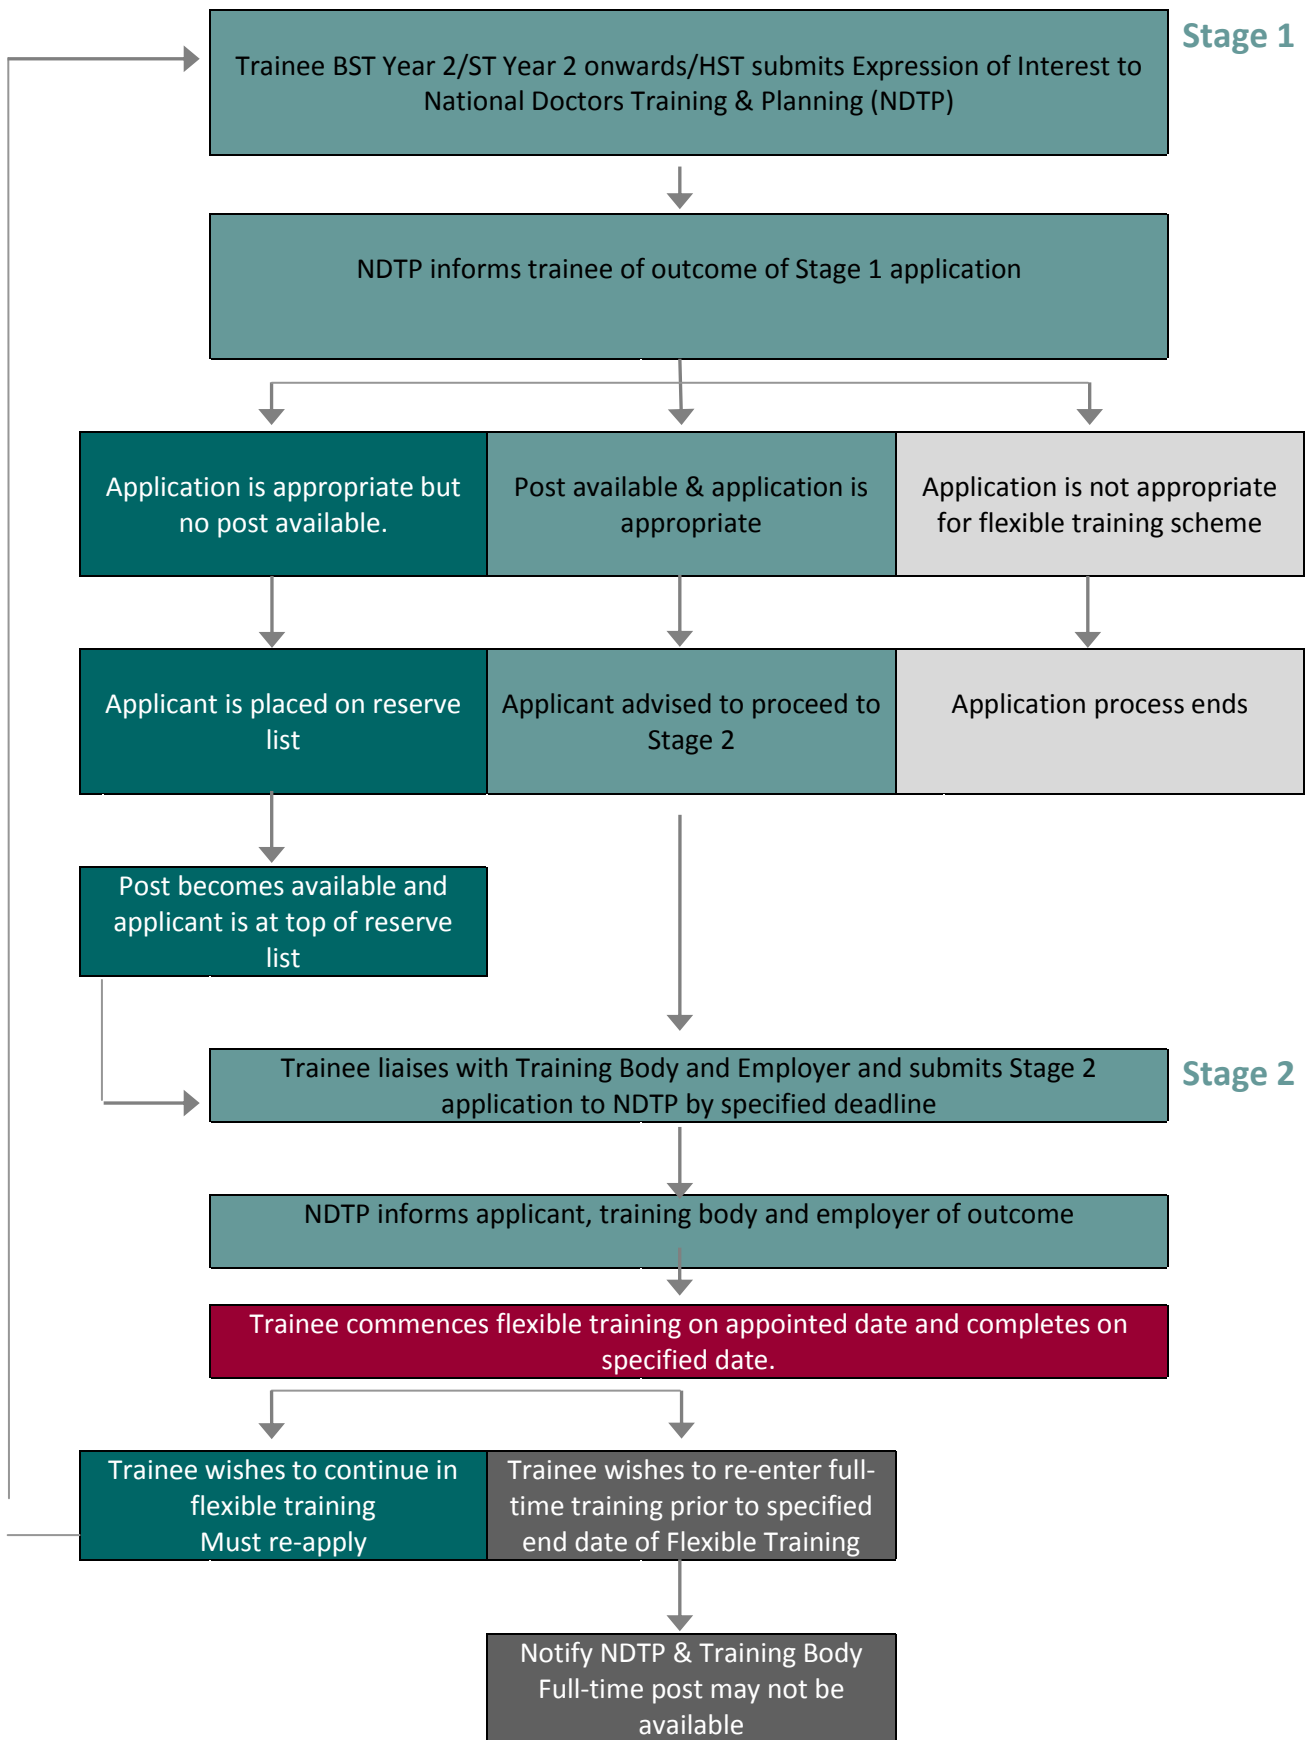 Stage 1
Trainee BST Year 2/ST Year 2 onwards/HST submits Expression of Interest to
National Doctors Training & Planning (NDTP)
NDTP informs trainee of outcome of Stage 1 application
Application is appropriate but
no post available.
Post available & application is
appropriate
Application is not appropriate
for flexible training scheme
Applicant is placed on reserve
list
Applicant advised to proceed to
Stage 2
Application process ends
Post becomes available and
applicant is at top of reserve
list
Stage 2
Trainee liaises with Training Body and Employer and submits Stage 2
application to NDTP by specified deadline
NDTP informs applicant, training body and employer of outcome
Trainee commences flexible training on appointed date and completes on
specified date.
Trainee wishes to continue in
flexible training
Must re-apply
Trainee wishes to re-enter full-
time training prior to specified
end date of Flexible Training
Notify NDTP & Training Body
Full-time post may not be
available